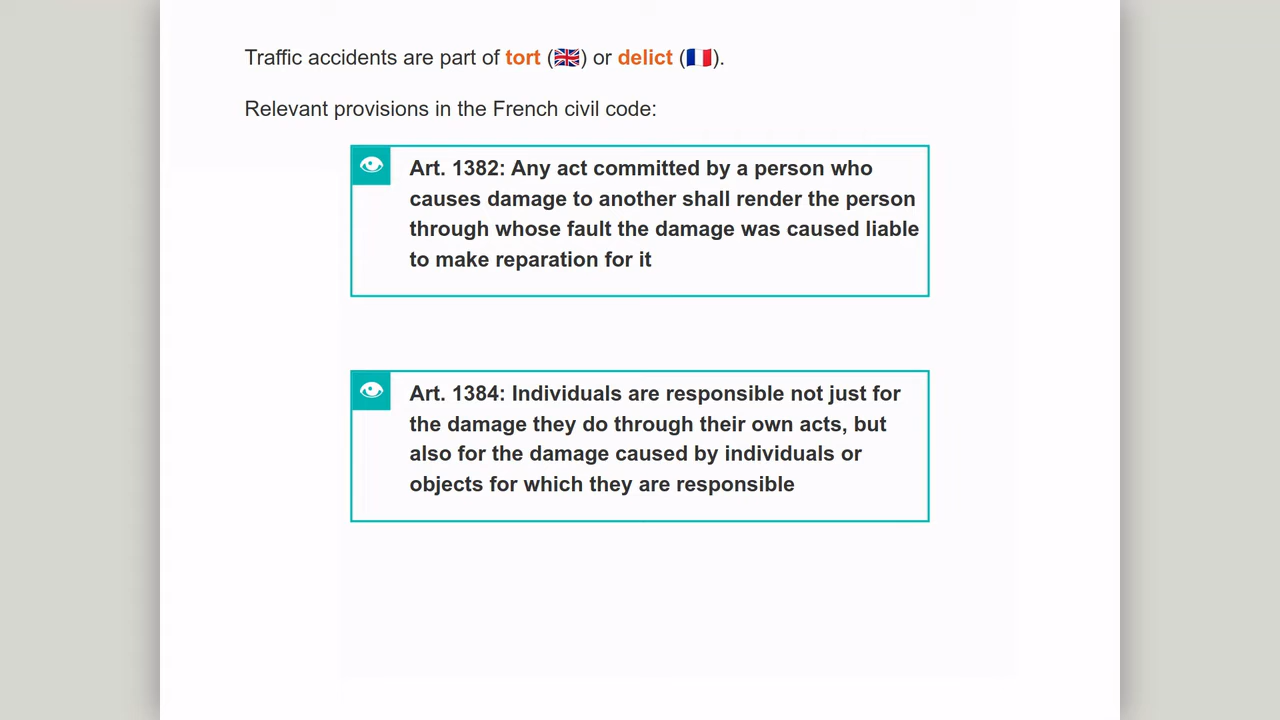 Traffic accidents are part of tort (🇬🇧) or delict (🇫🇷).
Relevant provisions in the French civil code:
Art. 1382: Any act committed by a person who
causes damage to another shall render the person
through whose fault the damage was caused liable
to make reparation for it
Art. 1384: Individuals are responsible not just for
the damage they do through their own acts, but
also for the damage caused by individuals or
objects for which they are responsible